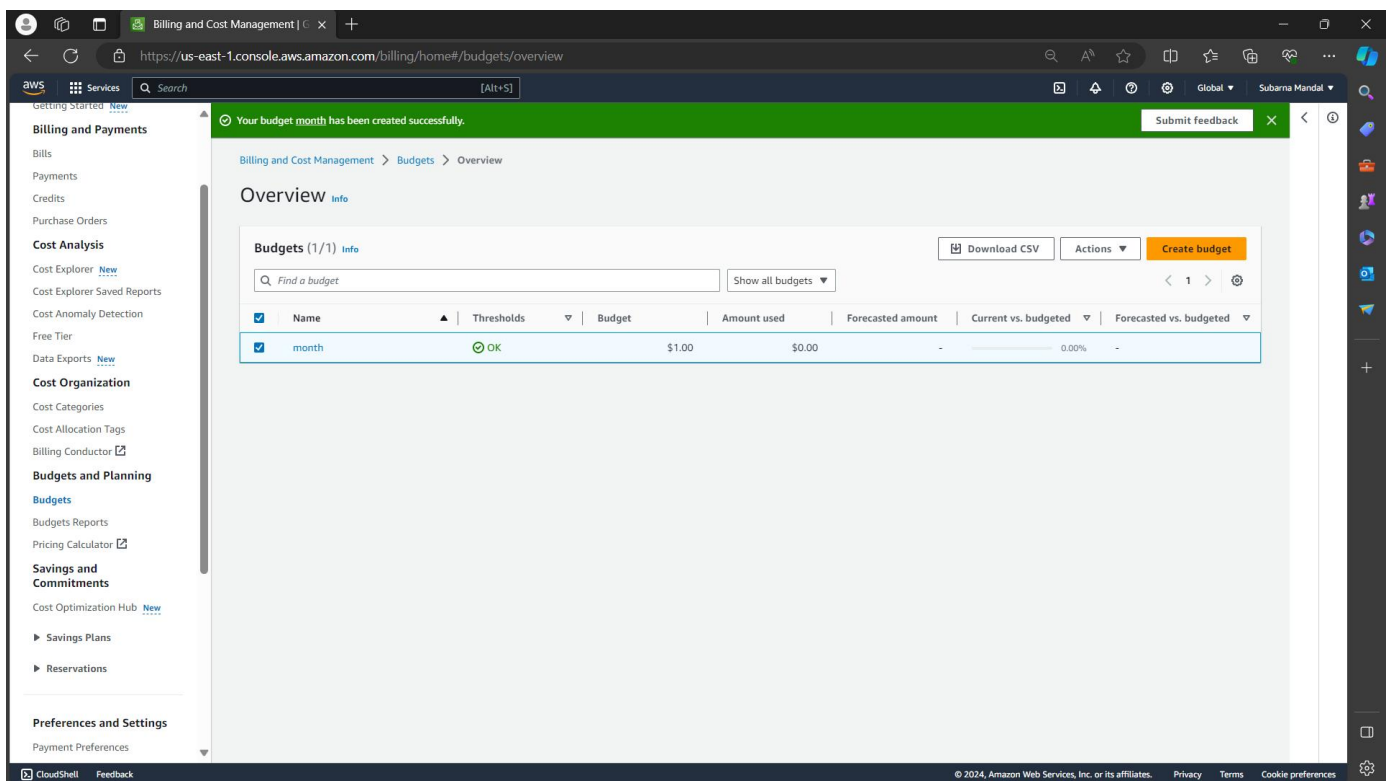 Billing and Cost Management | G
https://us-east-1.console.aws.amazon.com/billing/home#/budgets/overview
aws Services Search [Alt+S] Global Subarna Mandal
Getting Started New
Billing and Payments
Bills
Payments
Credits
Purchase Orders
Cost Analysis
Cost Explorer New
Cost Explorer Saved Reports
Cost Anomaly Detection
Free Tier
Data Exports New
Cost Organization
Cost Categories
Cost Allocation Tags
Billing Conductor
Budgets and Planning
Budgets
Budgets Reports
Pricing Calculator
Savings and
Commitments
Cost Optimization Hub New
Savings Plans
Reservations
Preferences and Settings
Payment Preferences
Your budget month has been created successfully. Submit feedback
Billing and Cost Management > Budgets > Overview
Overview Info
Budgets (1/1) Info Download CSV Actions Create budget
Find a budget Show all budgets 1
Name Thresholds Budget Amount used Forecasted amount Current vs. budgeted Forecasted vs. budgeted
month OK $1.00 $0.00 - 0.00% -
CloudShell Feedback © 2024, Amazon Web Services, Inc. or its affiliates. Privacy Terms Cookie preferences